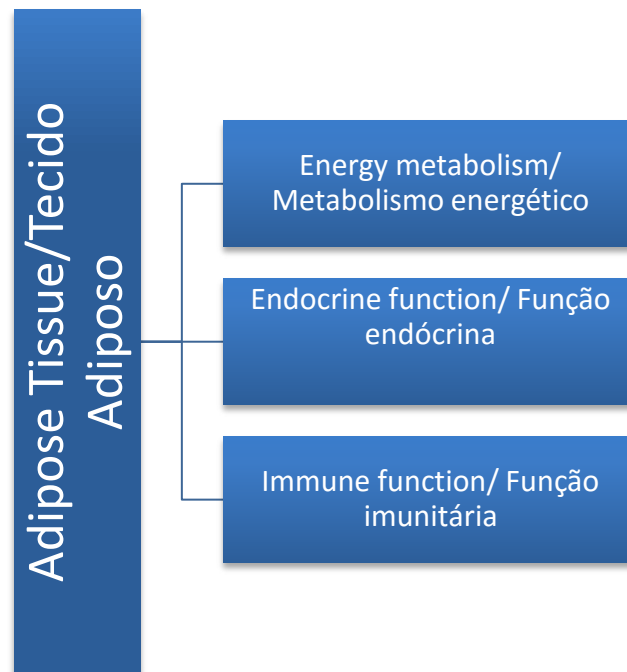 Adipose Tissue/Tecido
Adiposo
Energy metabolism/
Metabolismo energético
Endocrine function/ Função
endócrina
Immune function/ Função
imunitária